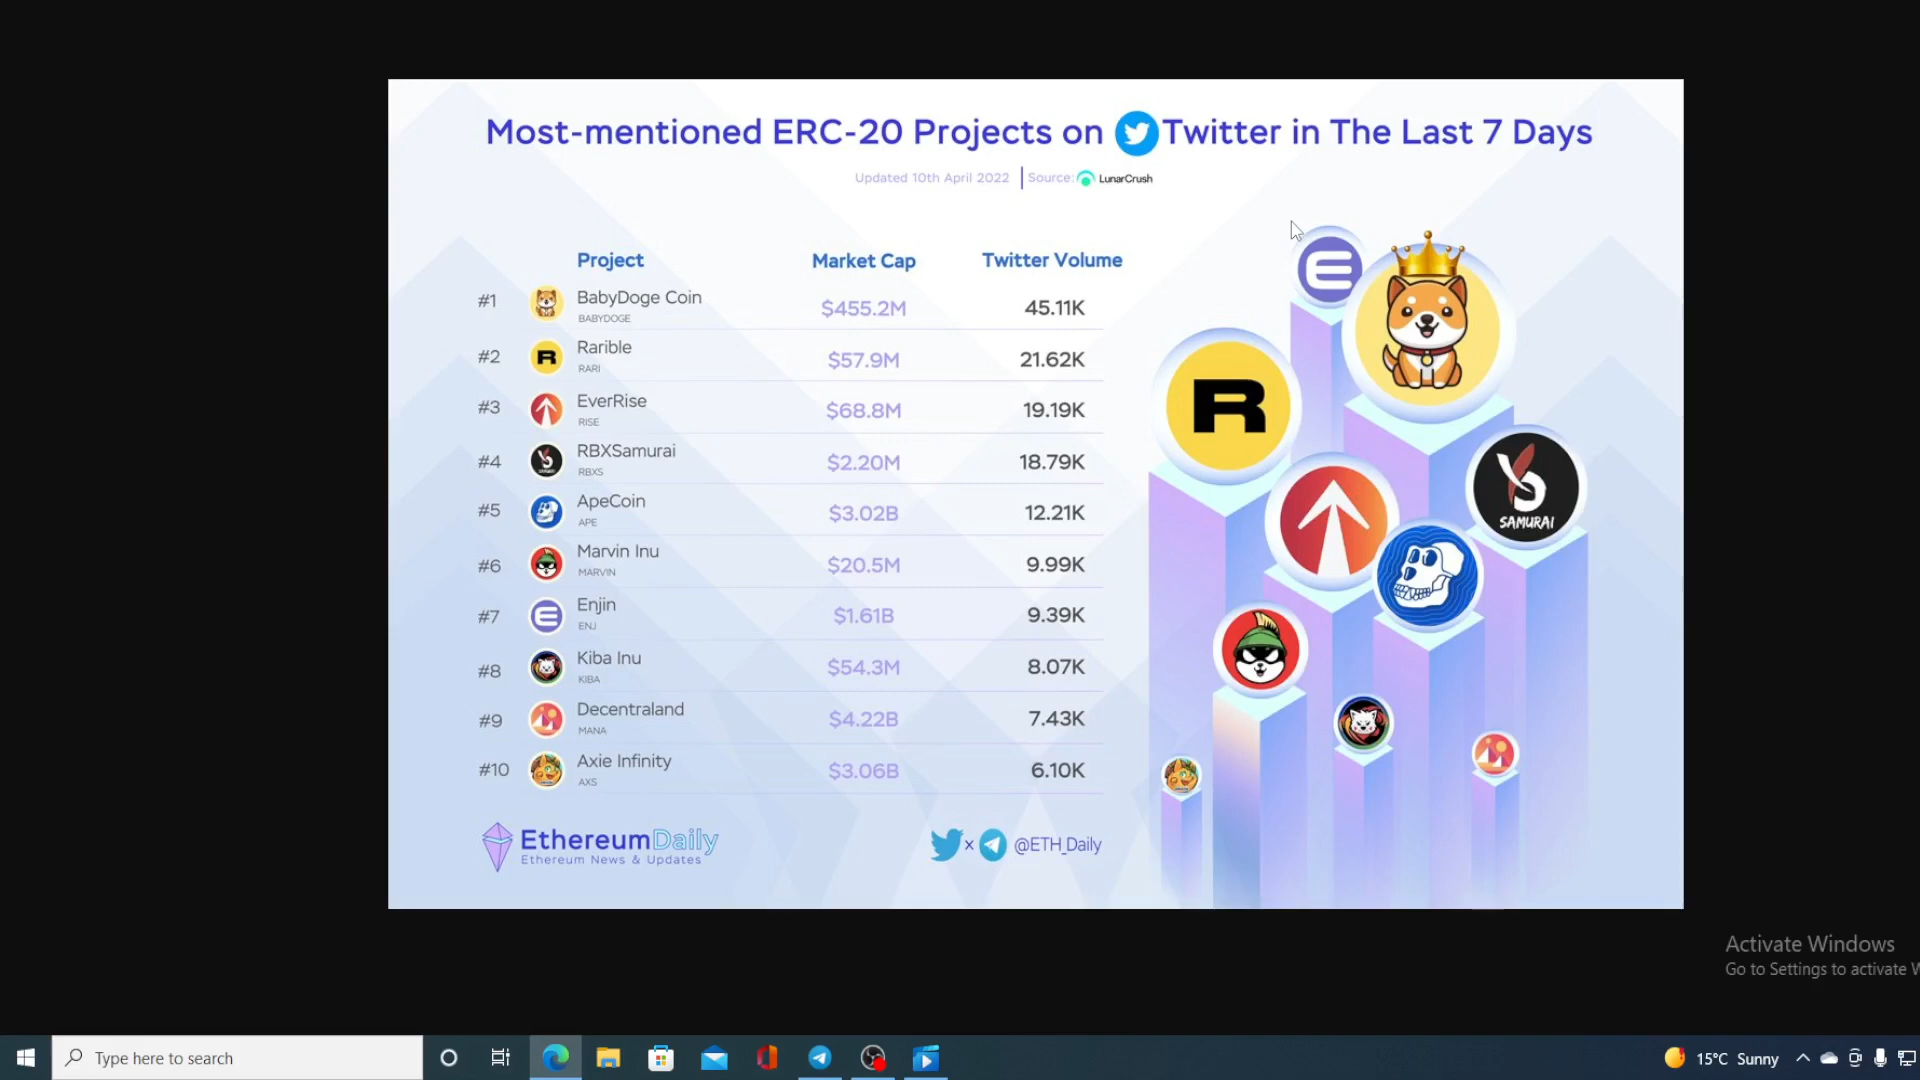 Most-mentioned ERC-20 Projects on Twitter in The Last 7 Days
Updated 10th April 2022 | Source: LunarCrush
Project Market Cap Twitter Volume
#1 BabyDoge Coin $455.2M 45.11K
BABYDOGE
#2 R Rarible $57.9M 21.62K
RARI
#3 EverRise $68.8M 19.19K
RISE
#4 RBXSamurai $2.20M 18.79K
RBXS
#5 ApeCoin $3.02B 12.21K
APE
#6 Marvin Inu $20.5M 9.99K
MARVIN
#7 Enjin $1.61B 9.39K
ENJ
#8 Kiba Inu $54.3M 8.07K
KIBA
#9 Decentraland $4.22B 7.43K
MANA
#10 Axie Infinity $3.06B 6.10K
AXS
R
SAMURAI
EthereumDaily
Ethereum News & Updates
x @ETH_Daily
Activate Windows
Go to Settings to activate W
Type here to search
15°C Sunny